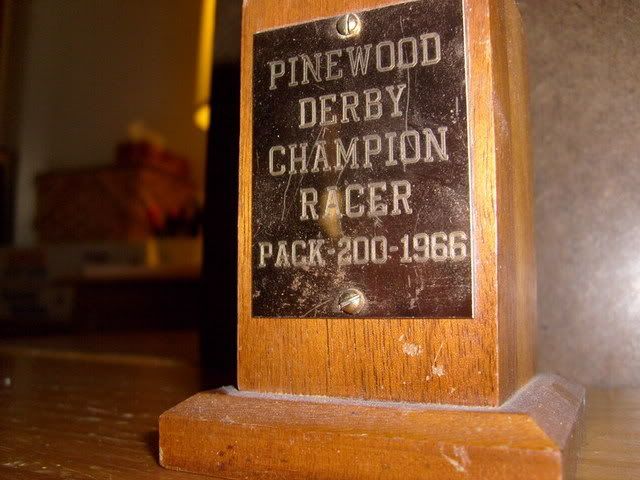 PINEWOOD
DERBY
CHAMPION
RACER
PACK-200-1966